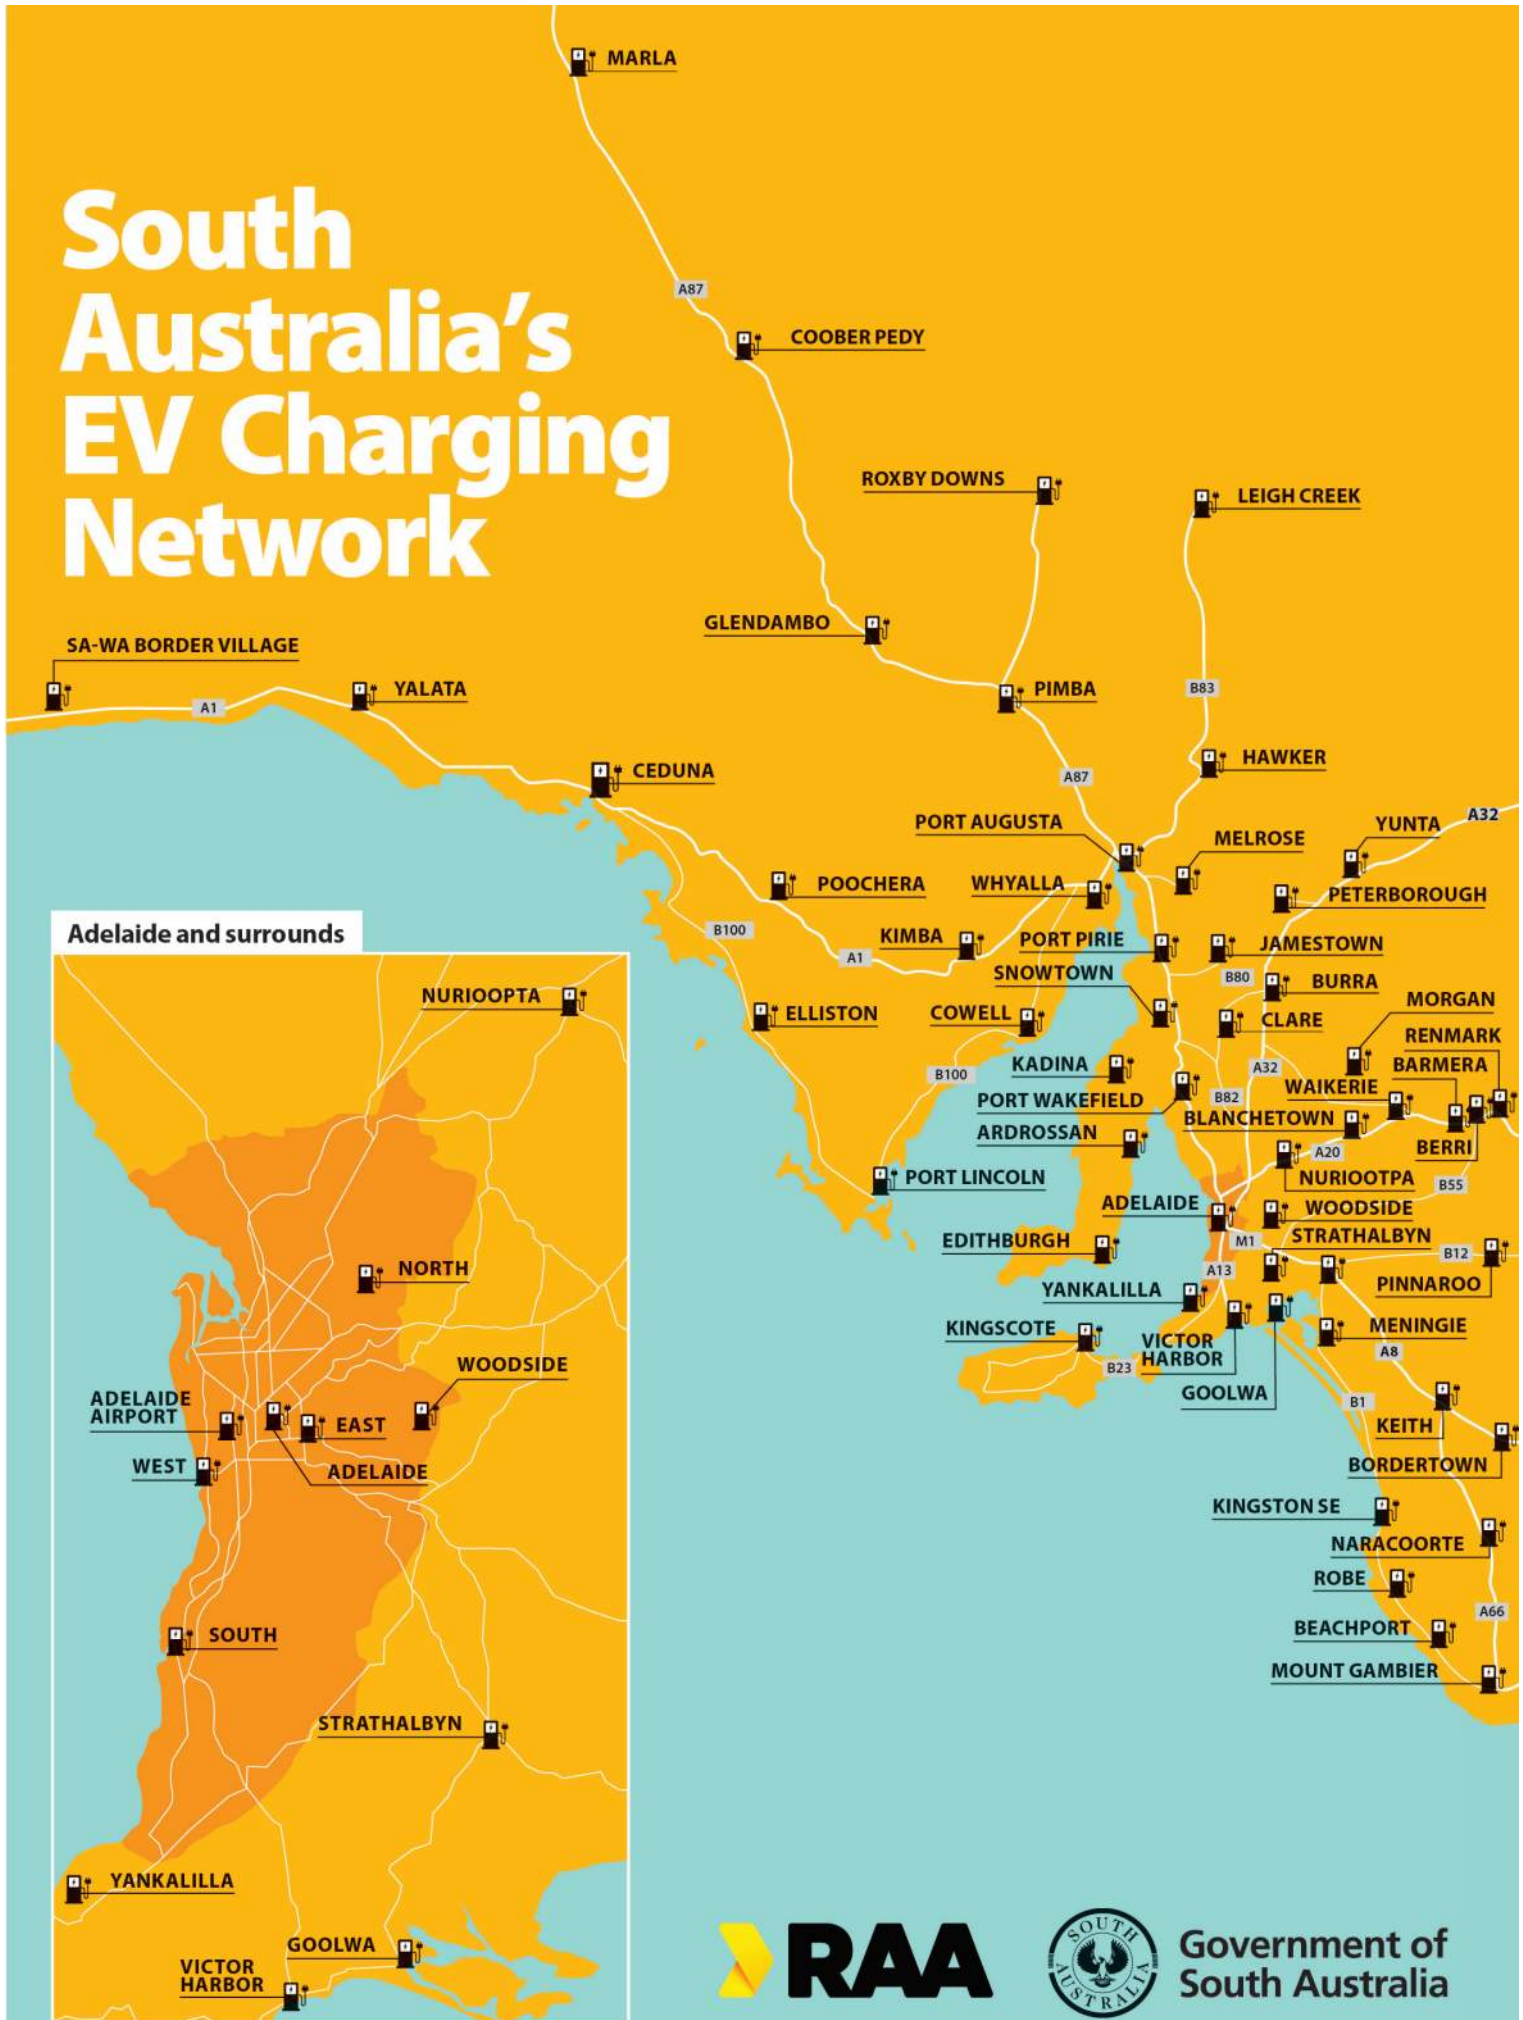 MARLA
South
Australia's
EV Charging
Network
A87
COOBER PEDY
ROXBY DOWNS
LEIGH CREEK
GLENDAMBO
SA-WA BORDER VILLAGE
YALATA
A1
PIMBA
B83
CEDUNA
HAWKER
A87
PORT AUGUSTA
MELROSE
YUNTA
A32
POOCHERA
WHYALLA
PETERBOROUGH
B100
A1
KIMBA
PORT PIRIE
JAMESTOWN
SNOWTOWN
B80
BURRA
MORGAN
ELLISTON
COWELL
CLARE
RENMARK
B100
KADINA
A32
BARMERA
PORT WAKEFIELD
B82
WAIKERIE
BLANCHETOWN
ARDROSSAN
A20
BERRI
PORT LINCOLN
NURIOOTPA
B55
ADELAIDE
WOODSIDE
EDITHBURGH
M1
STRATHALBYN
B12
A13
PINNAROO
YANKALILLA
KINGSCOTE
B23
VICTOR
HARBOR
MENINGIE
A8
GOOLWA
B1
KEITH
BORDERTOWN
KINGSTON SE
NARACOORTE
ROBE
A66
BEACHPORT
MOUNT GAMBIER
Adelaide and surrounds
NURIOOPTA
NORTH
WOODSIDE
ADELAIDE
AIRPORT
EAST
WEST
ADELAIDE
SOUTH
STRATHALBYN
YANKALILLA
GOOLWA
VICTOR
HARBOR
RAA
SOUTH
AUSTRALIA
Government of
South Australia